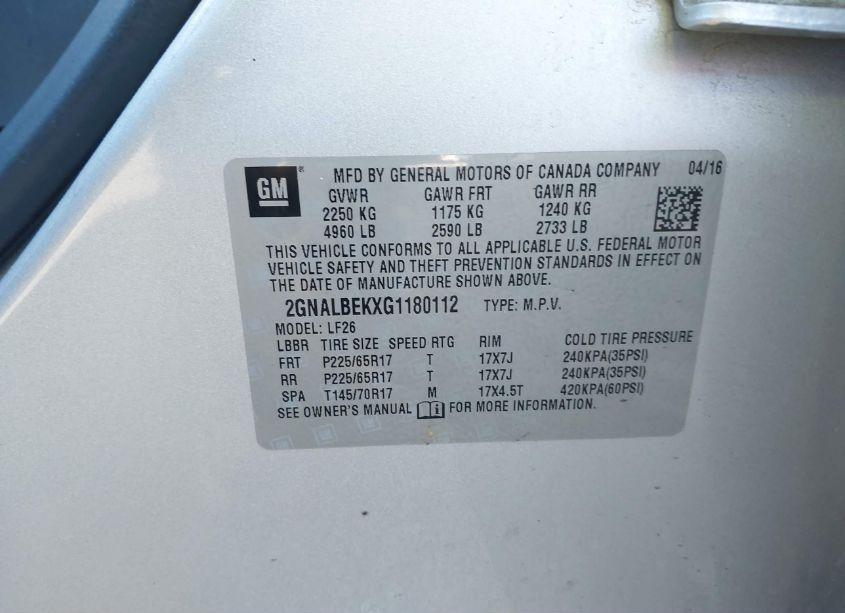 GM ® MFD BY GENERAL MOTORS OF CANADA COMPANY 04/16
GVWR GAWR FRT GAWR RR
2250 KG 1175 KG 1240 KG
4960 LB 2590 LB 2733 LB
THIS VEHICLE CONFORMS TO ALL APPLICABLE U.S. FEDERAL MOTOR
VEHICLE SAFETY AND THEFT PREVENTION STANDARDS IN EFFECT ON
THE DATE OF MANUFACTURE SHOWN ABOVE.
2GNALBEKXG1180112 TYPE: M.P.V.
MODEL: LF26
LBBR TIRE SIZE SPEED RTG RIM COLD TIRE PRESSURE
FRT P225/65R17 T 17X7J 240KPA(35PSI)
RR P225/65R17 T 17X7J 240KPA(35PSI)
SPA T145/70R17 M 17X4.5T 420KPA(60PSI)
SEE OWNER'S MANUAL i FOR MORE INFORMATION.